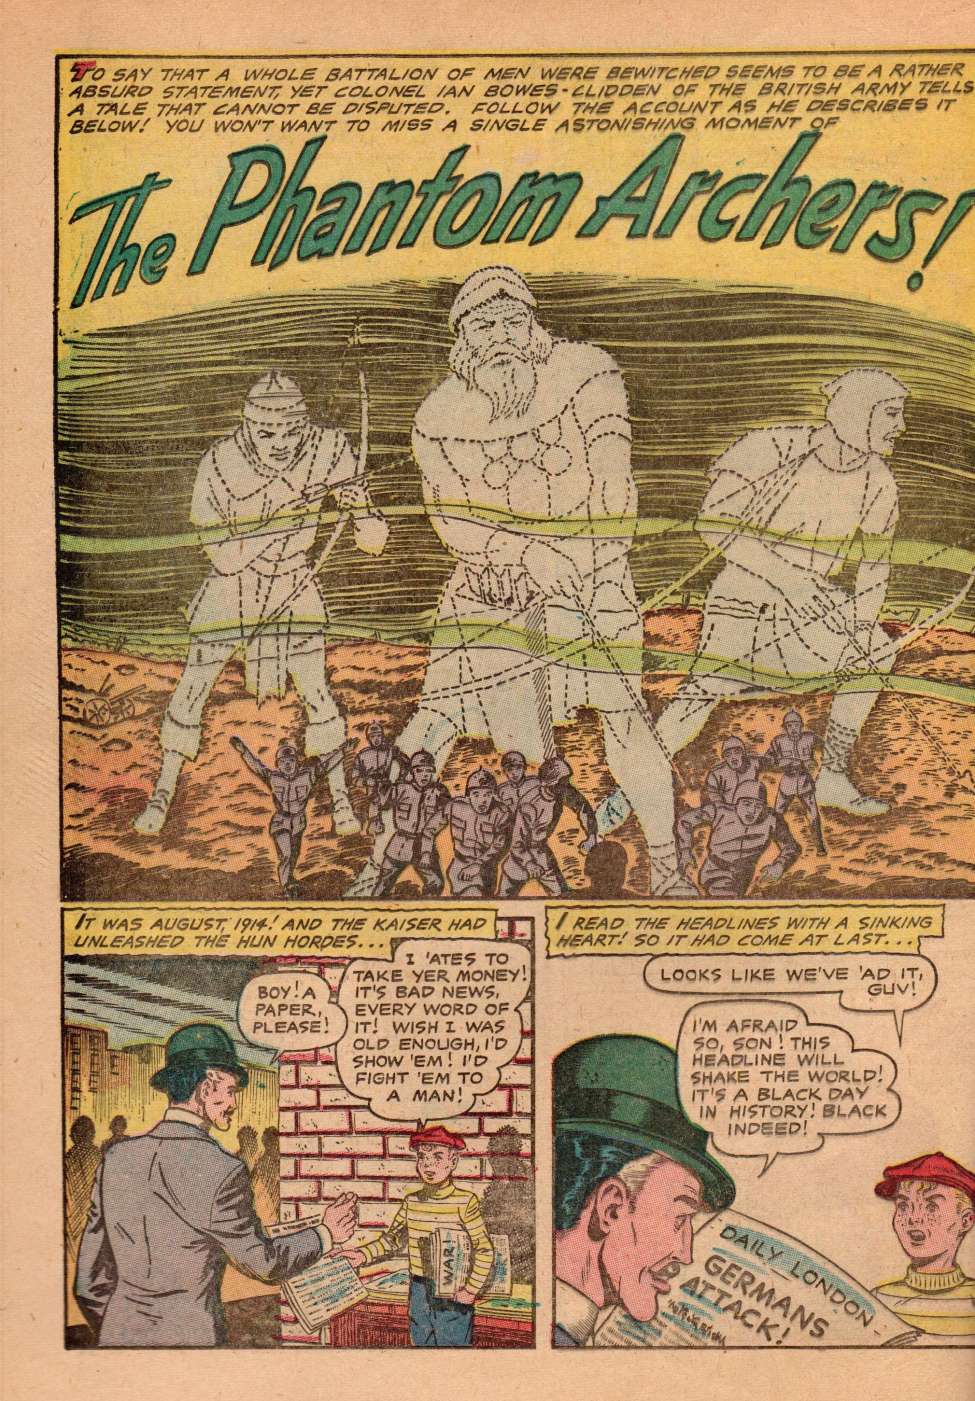 TO SAY THAT A WHOLE BATTALION OF MEN WERE BEWITCHED SEEMS TO BE A RATHER
ABSURD STATEMENT, YET COLONEL IAN BOWES-CLIDDEN OF THE BRITISH ARMY TELLS
A TALE THAT CANNOT BE DISPUTED. FOLLOW THE ACCOUNT AS HE DESCRIBES IT
BELOW! YOU WON'T WANT TO MISS A SINGLE ASTONISHING MOMENT OF
The Phantom Archers!
IT WAS AUGUST, 1914! AND THE KAISER HAD
UNLEASHED THE HUN HORDES...
BOY! A
PAPER,
PLEASE!
I 'ATES TO
TAKE YER MONEY!
IT'S BAD NEWS,
EVERY WORD OF
IT! WISH I WAS
OLD ENOUGH, I'D
SHOW 'EM! I'D
FIGHT 'EM TO
A MAN!
WAR!
I READ THE HEADLINES WITH A SINKING
HEART! SO IT HAD COME AT LAST...
LOOKS LIKE WE'VE 'AD IT,
GUV!
I'M AFRAID
SO, SON! THIS
HEADLINE WILL
SHAKE THE WORLD!
IT'S A BLACK DAY
IN HISTORY! BLACK
INDEED!
DAILY LONDON
GERMANS
ATTACK!